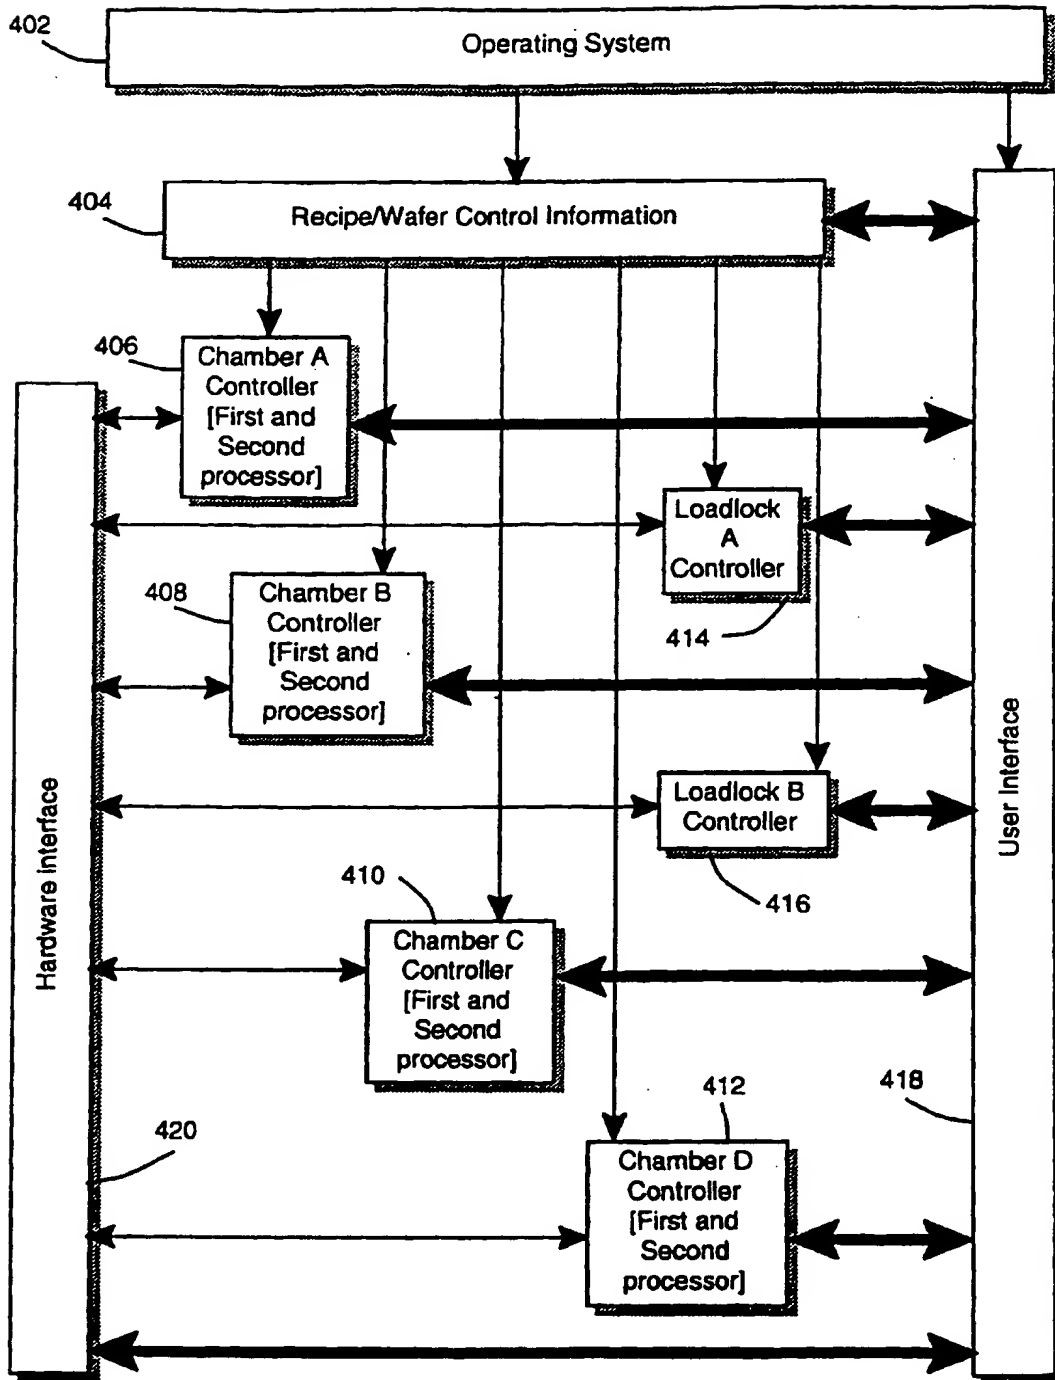 402
Operating System
404
Recipe/Wafer Control Information
406
Chamber A
Controller
[First and
Second
processor]
Loadlock
A
Controller
414
408
Chamber B
Controller
[First and
Second
processor]
Loadlock B
Controller
416
410
Chamber C
Controller
[First and
Second
processor]
412
Chamber D
Controller
[First and
Second
processor]
418
420
Hardware Interface
User Interface